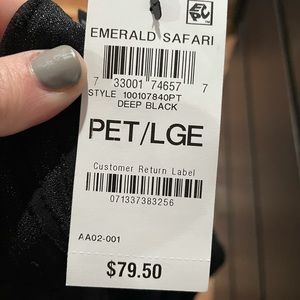 EMERALD SAFARI
7 33001 74657 7
STYLE 100107840PT
DEEP BLACK
PET/LGE
Customer Return Label
071337383256
AA02-001
$79.50